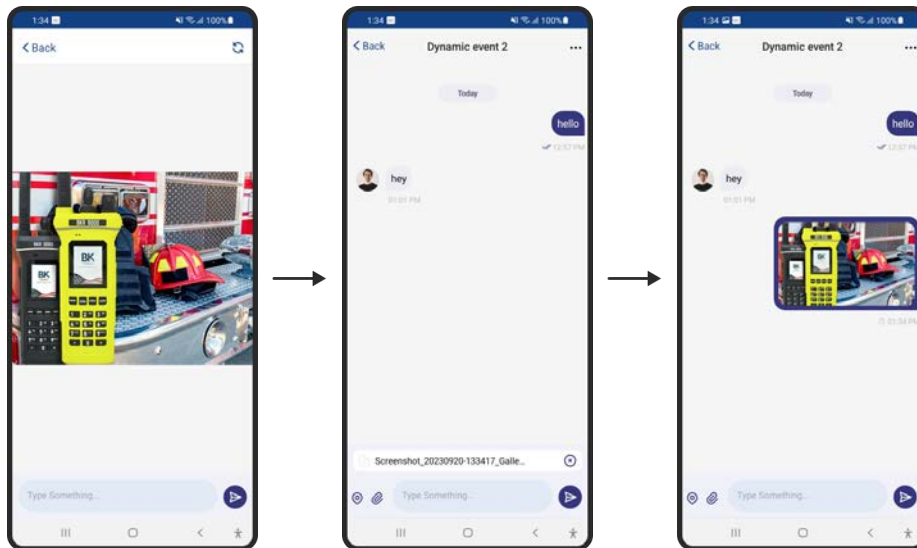 1:34
100%
Back
BK
BK
Type Something...
1:34
100%
Back
Dynamic event 2
Today
hello
12:57 PM
hey
01:01 PM
Screenshot_20230920-133417_Galle...
Type Something...
1:34
100%
Back
Dynamic event 2
Today
hello
12:57 PM
hey
01:01 PM
01:34 PM
Type Something...